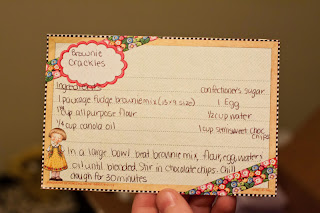 Brownie
Crackles
Ingredients
confectioner's sugar
1 package fudge brownie mix (13x9 size)
1 Egg
1 cup all purpose flour
1/2 cup water
1/4 cup canola oil
1 cup semisweet choc chips
In a large bowl beat brownie mix, flour, egg, water &
oil until blended. Stir in chocolate chips. Chill
dough for 30 minutes.